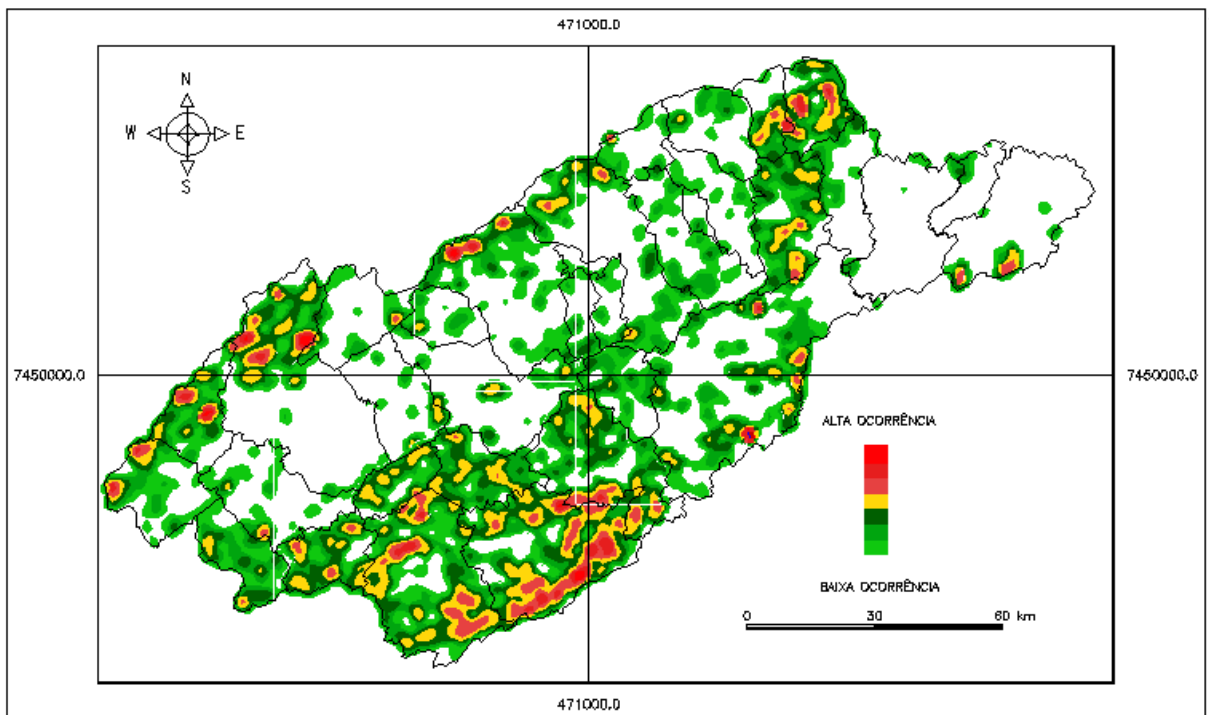 471000.0
N
W E
S
7450000.0 7450000.0
ALTA OCORRÊNCIA
BAIXA OCORRÊNCIA
0 30 60 km
471000.0